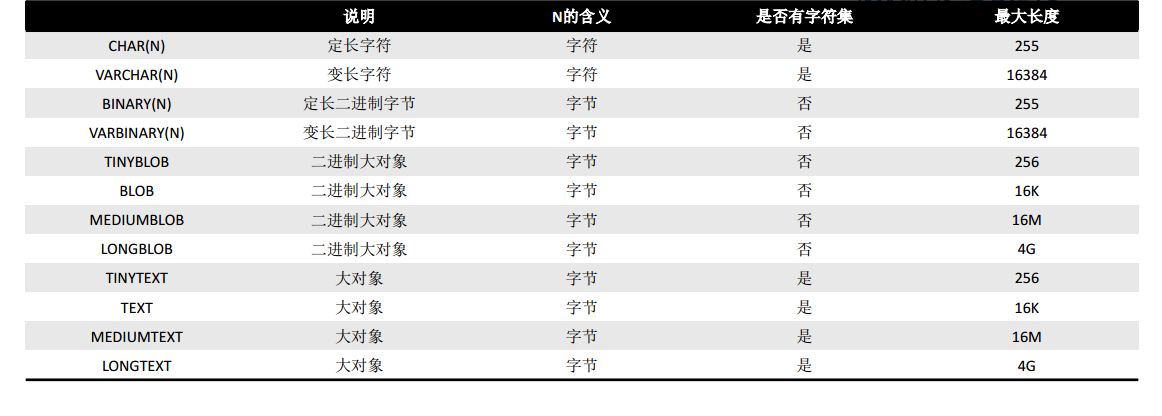 说明 N的含义 是否有字符集 最大长度
CHAR(N) 定长字符 字符 是 255
VARCHAR(N) 变长字符 字符 是 16384
BINARY(N) 定长二进制字节 字节 否 255
VARBINARY(N) 变长二进制字节 字节 否 16384
TINYBLOB 二进制大对象 字节 否 256
BLOB 二进制大对象 字节 否 16K
MEDIUMBLOB 二进制大对象 字节 否 16M
LONGBLOB 二进制大对象 字节 否 4G
TINYTEXT 大对象 字节 是 256
TEXT 大对象 字节 是 16K
MEDIUMTEXT 大对象 字节 是 16M
LONGTEXT 大对象 字节 是 4G